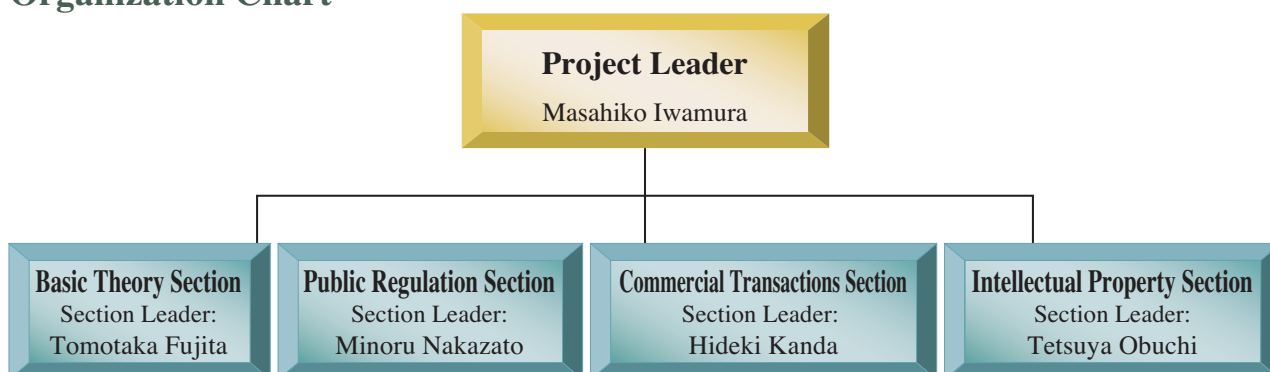 Organization Chart
Project Leader
Masahiko Iwamura
Basic Theory Section
Section Leader:
Tomotaka Fujita
Public Regulation Section
Section Leader:
Minoru Nakazato
Commercial Transactions Section
Section Leader:
Hideki Kanda
Intellectual Property Section
Section Leader:
Tetsuya Obuchi